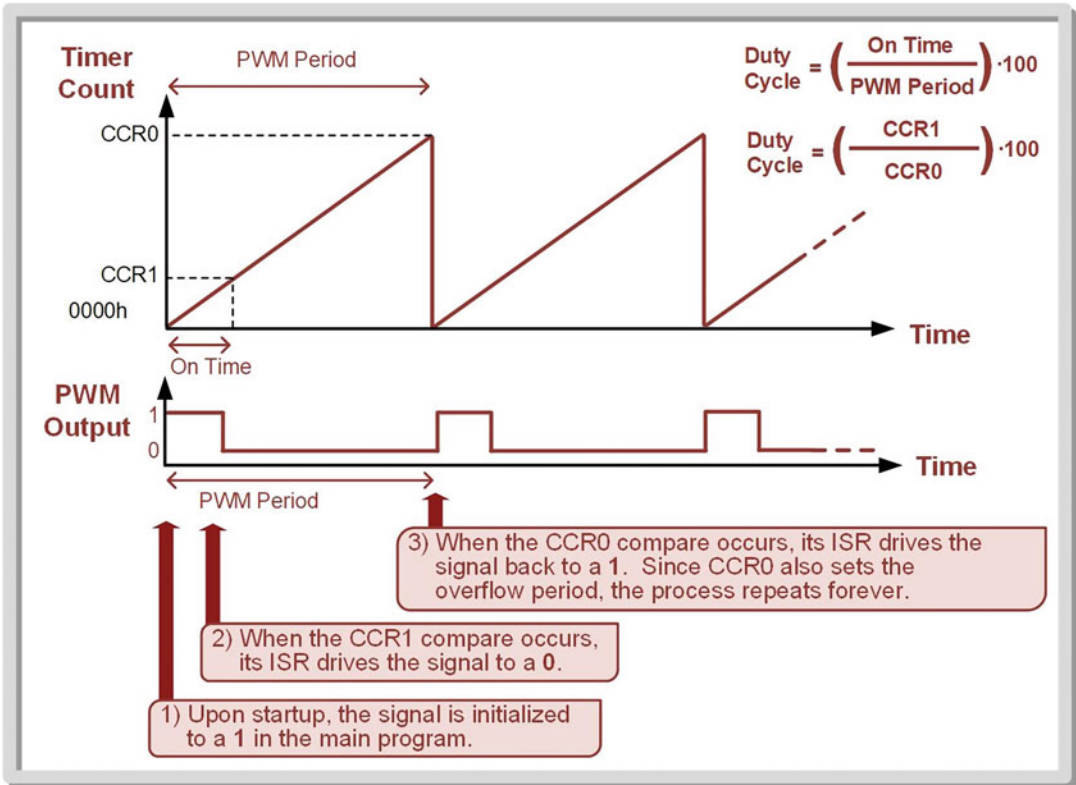 Timer
Count
PWM Period
CCR0
CCR1
0000h
On Time
Time
Duty
Cycle = ( On Time / PWM Period ) ·100
Duty
Cycle = ( CCR1 / CCR0 ) ·100
PWM
Output
1
0
Time
PWM Period
3) When the CCR0 compare occurs, its ISR drives the
signal back to a 1. Since CCR0 also sets the
overflow period, the process repeats forever.
2) When the CCR1 compare occurs,
its ISR drives the signal to a 0.
1) Upon startup, the signal is initialized
to a 1 in the main program.